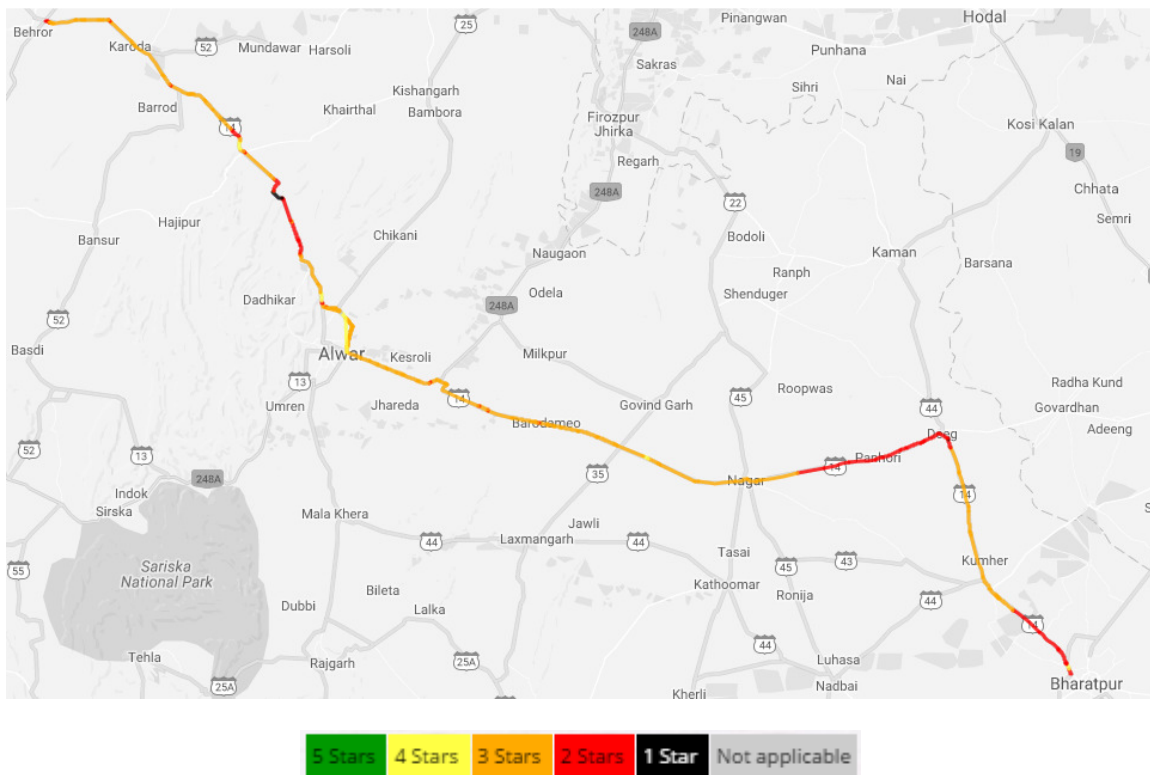 Behror
25
Pinangwan
Hodal
Karoda
52
Mundawar
Harsoli
248A
Punhana
Sakras
Nai
Sihri
Kishangarh
Barrod
Khairthal
Bambora
Firozpur
Jhirka
Kosi Kalan
14
Regarh
19
248A
Chhata
22
Semri
Hajipur
Bansur
Chikani
Bodoli
Naugaon
Kaman
Barsana
Ranph
Odela
Shenduger
Dadhikar
248A
52
Alwar
Kesroli
Milkpur
Basdi
13
Roopwas
Radha Kund
Umren
Jhareda
14
Govind Garh
45
44
Govardhan
Barodameo
Deeg
Adeeng
52
13
Panhori
14
248A
35
Nagar
Indok
14
Sirska
Mala Khera
Jawli
44
Laxmangarh
44
Tasai
Sariska
National Park
55
45
43
Kumher
Bileta
Kathoomar
Ronija
44
Dubbi
Lalka
14
Tehla
Rajgarh
25A
44
Luhasa
25A
Kherli
Nadbai
Bharatpur
5 Stars
4 Stars
3 Stars
2 Stars
1 Star
Not applicable